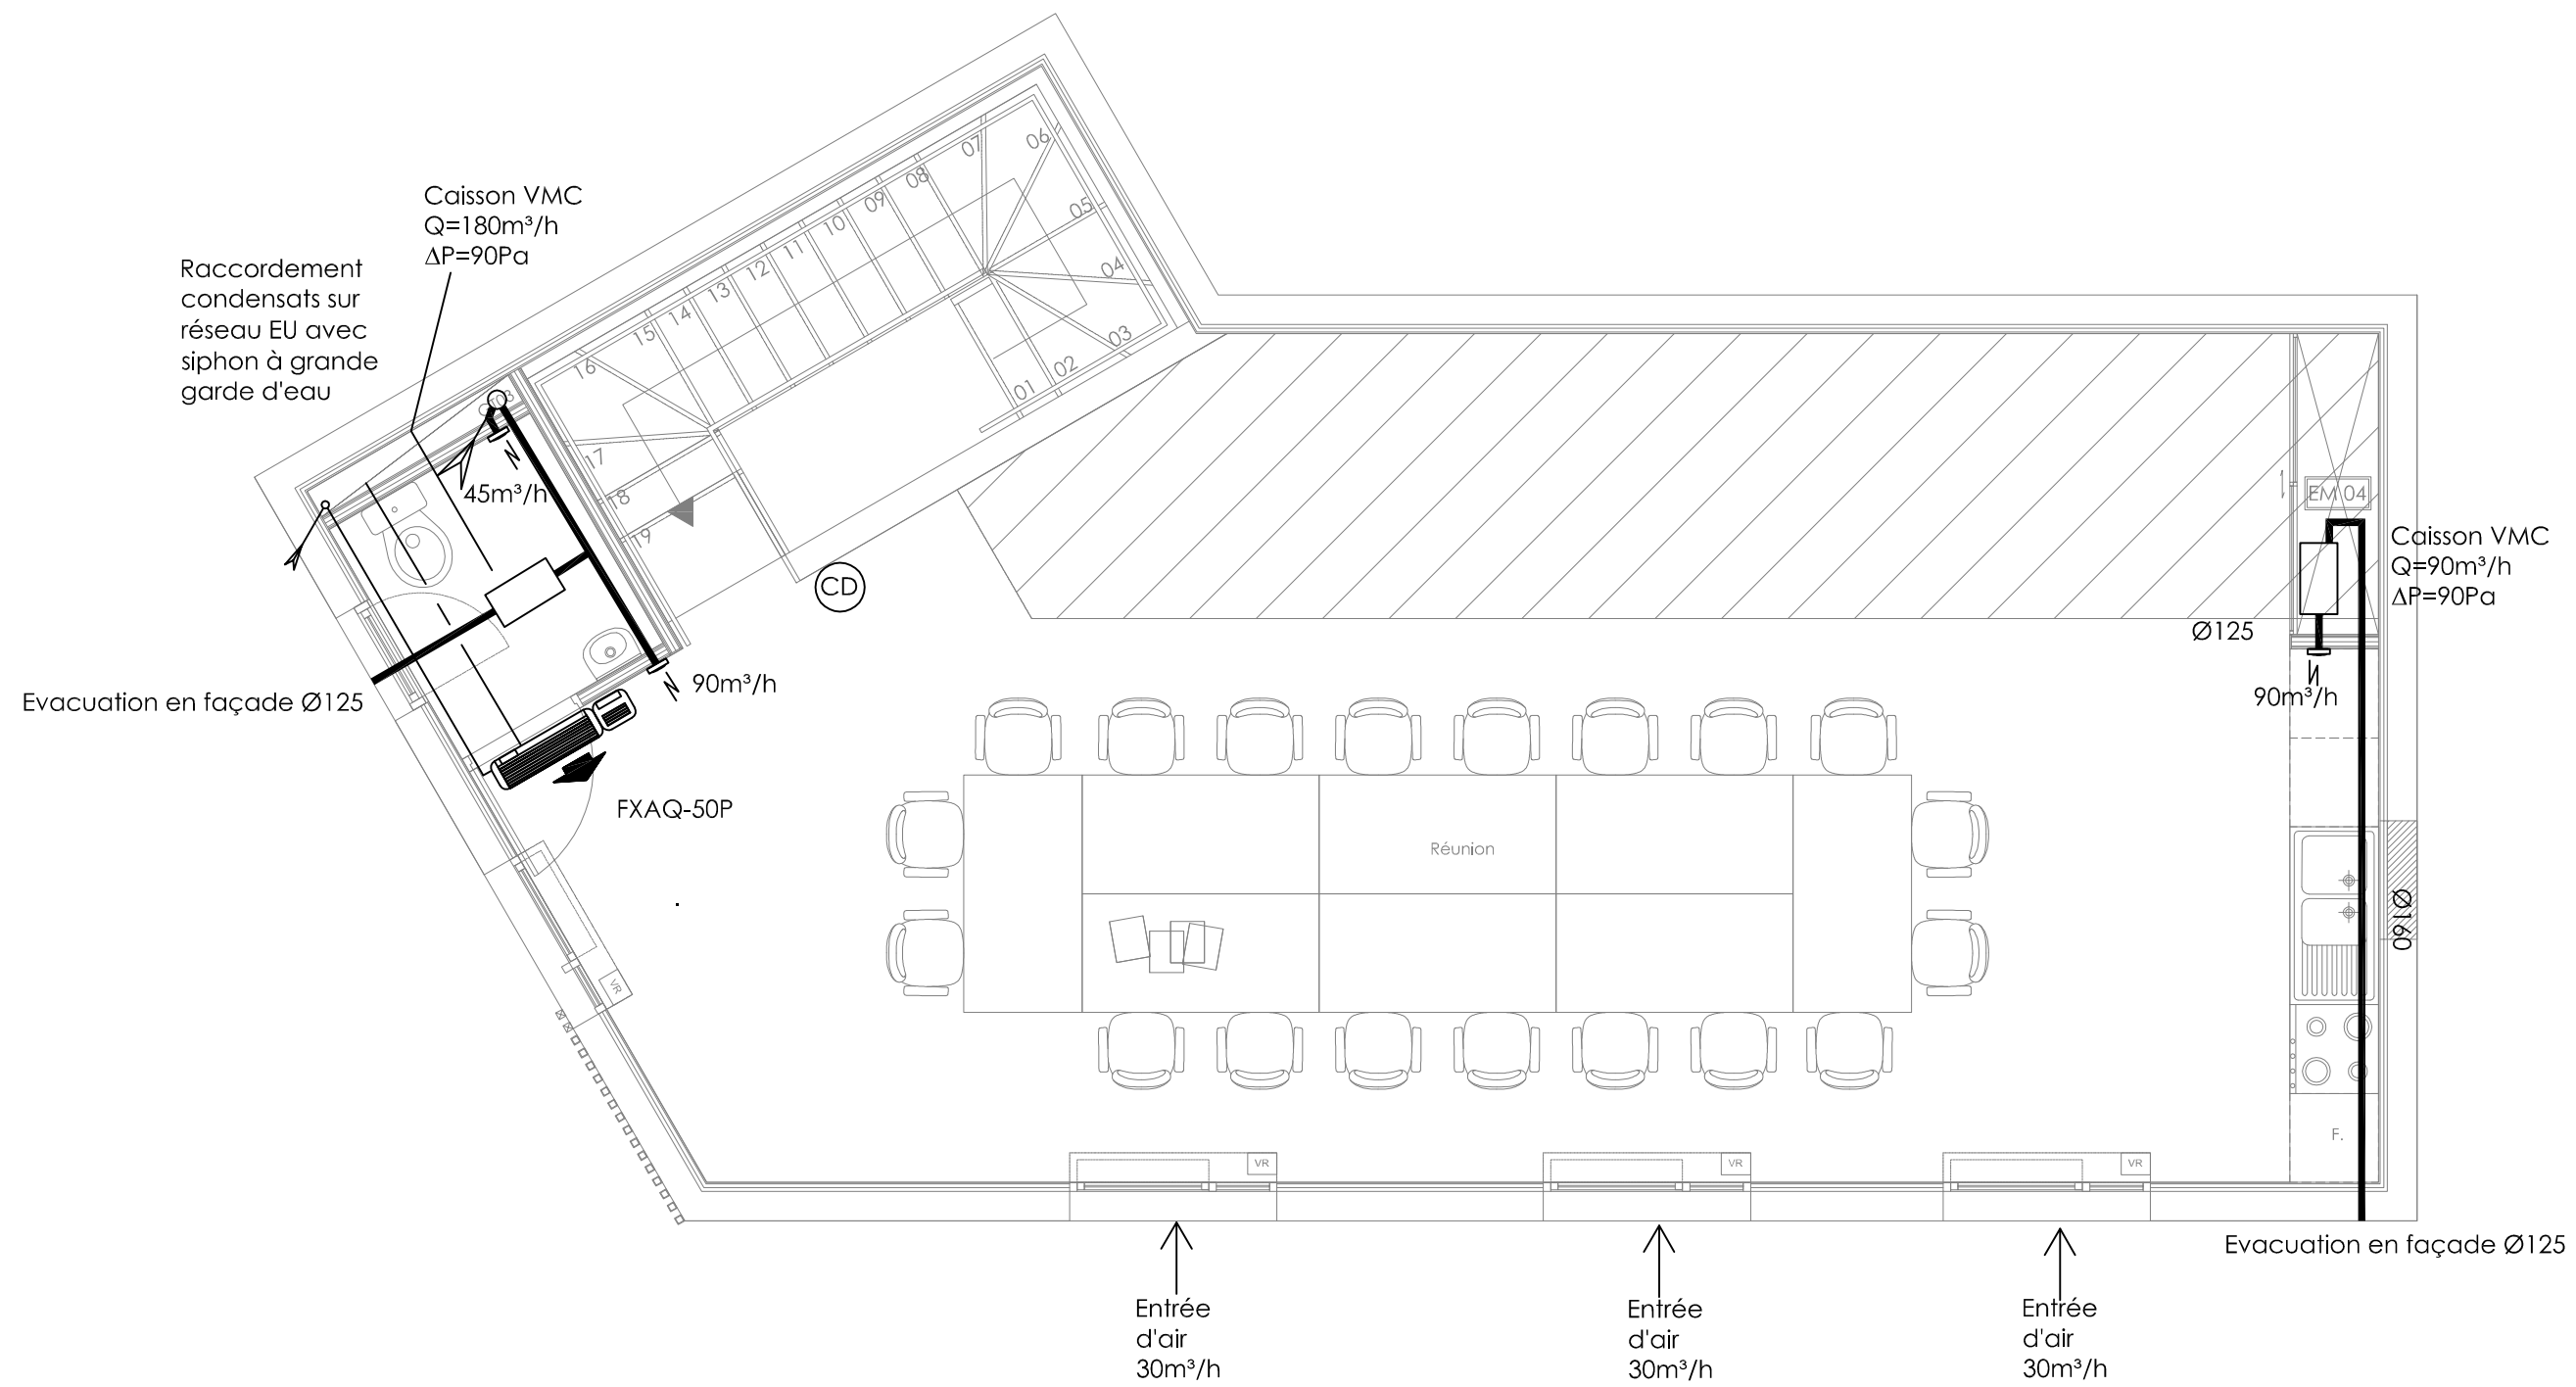 Caisson VMC
Q=180m³/h
ΔP=90Pa
Raccordement
condensats sur
réseau EU avec
siphon à grande
garde d'eau
45m³/h
Evacuation en façade Ø125
90m³/h
FXAQ-50P
01
02
03
04
05
06
07
08
09
10
11
12
13
14
15
16
17
18
19
CD
EM 04
Caisson VMC
Q=90m³/h
ΔP=90Pa
Ø125
90m³/h
Réunion
Ø160
F.
VR
VR
VR
VR
Evacuation en façade Ø125
Entrée
d'air
30m³/h
Entrée
d'air
30m³/h
Entrée
d'air
30m³/h